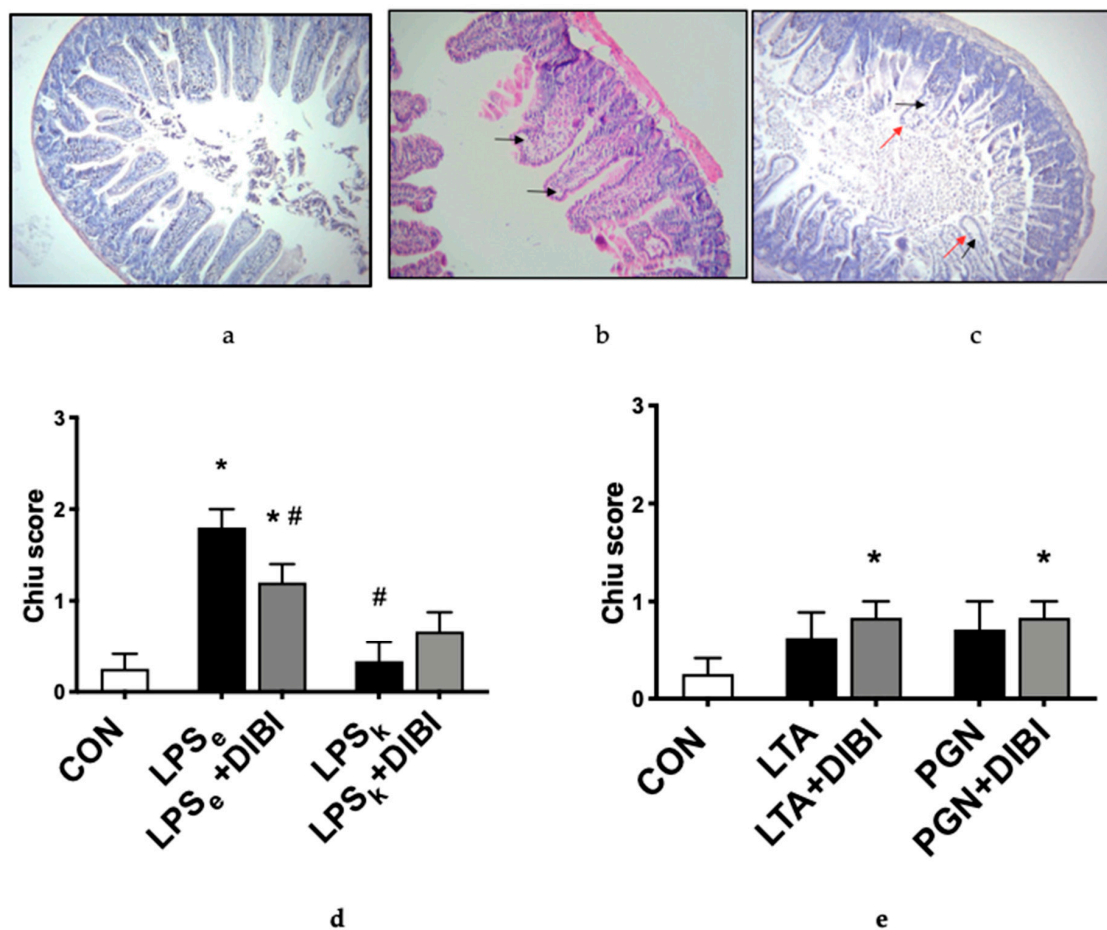 a
b
c
Chiu score
3
2
1
0
*
* #
#
CON
LPSe
LPSe+DIBI
LPSk
LPSk+DIBI
d
Chiu score
3
2
1
0
*
*
CON
LTA
LTA+DIBI
PGN
PGN+DIBI
e